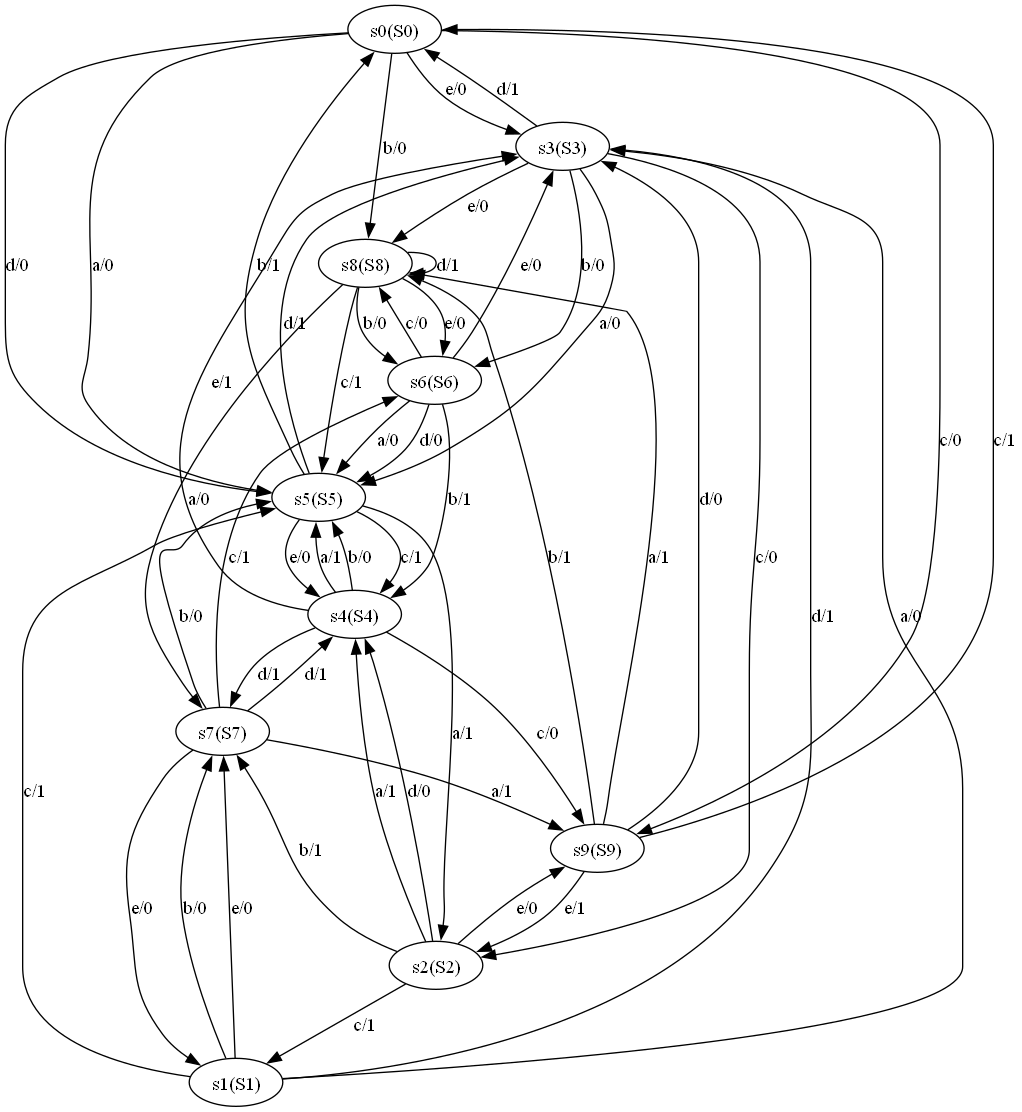 s0(S0)
e/0
d/1
b/0
s3(S3)
e/0
d/0
a/0
b/1
s8(S8)
d/1
e/0
b/0
d/1
b/0
c/0
e/0
a/0
e/1
c/1
s6(S6)
a/0
d/0
c/0
c/1
s5(S5)
a/0
b/1
d/0
c/1
e/0
a/1
b/0
c/1
b/1
a/1
c/0
s4(S4)
b/0
d/1
d/1
d/1
a/0
s7(S7)
c/0
a/1
c/1
a/1
d/0
a/1
s9(S9)
b/1
e/0
b/0
e/0
e/0
e/1
s2(S2)
c/1
s1(S1)